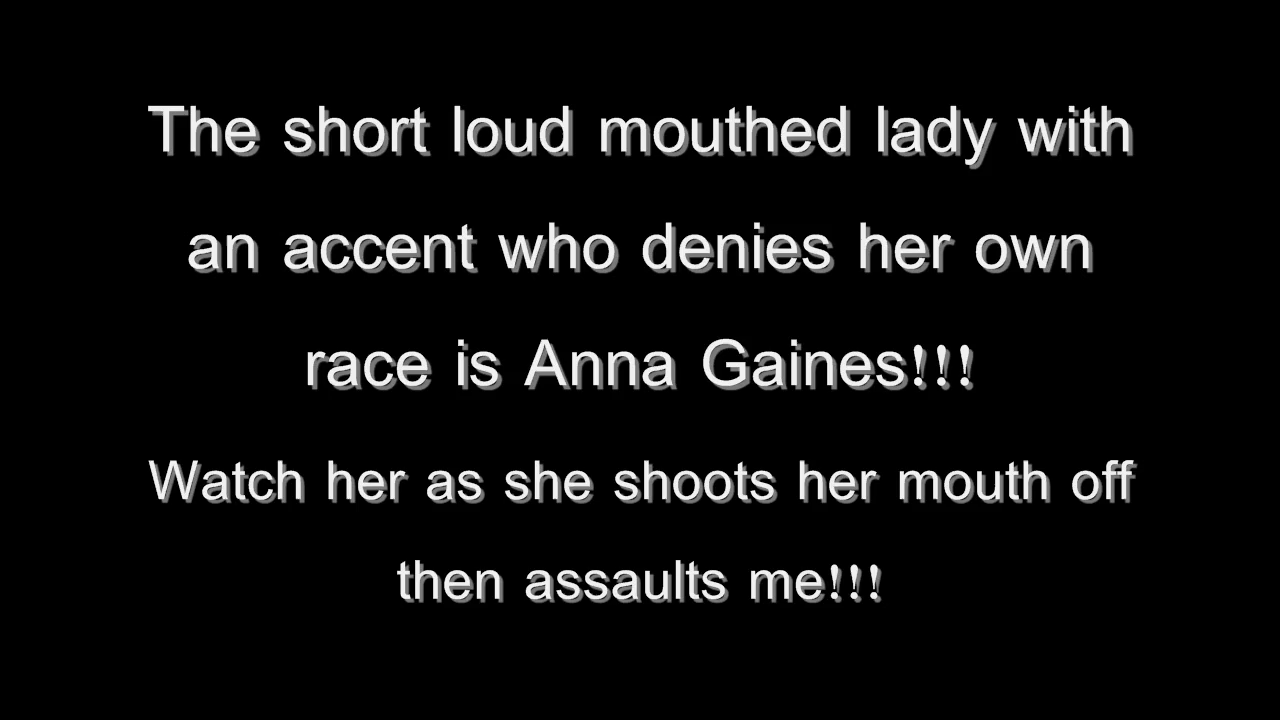 The short loud mouthed lady with
an accent who denies her own
race is Anna Gaines!!!
Watch her as she shoots her mouth off
then assaults me!!!